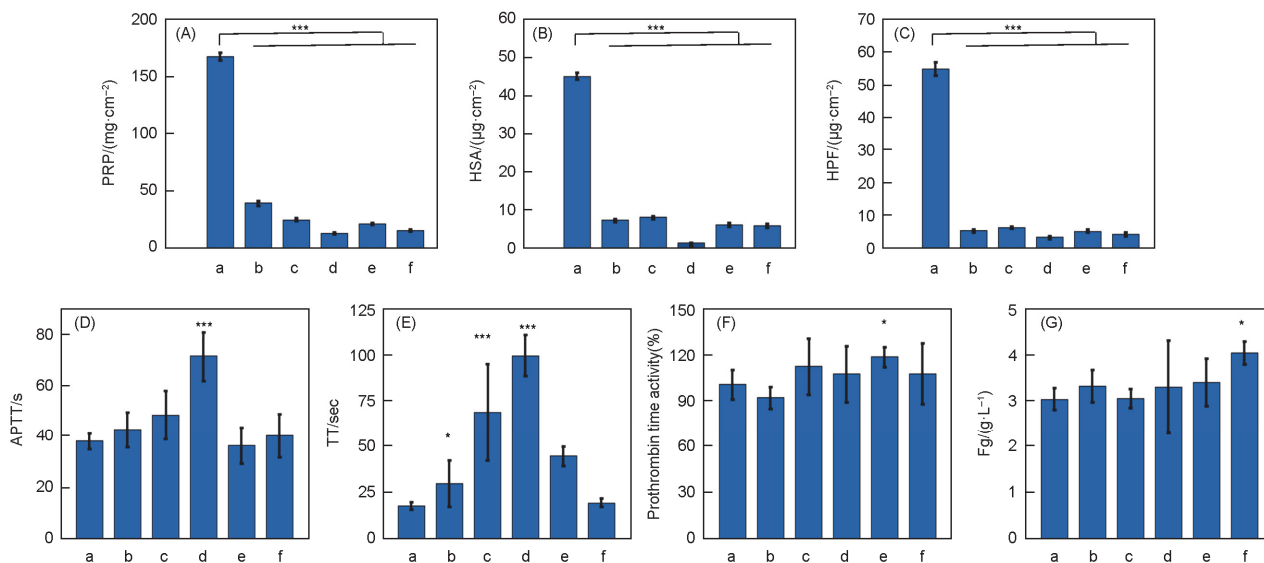 (A)
***
PRP/(mg·cm⁻²)
200
150
100
50
0
a b c d e f
(B)
***
HSA/(μg·cm⁻²)
60
50
40
30
20
10
0
a b c d e f
(C)
***
HPF/(μg·cm⁻²)
70
60
50
40
30
20
10
0
a b c d e f
(D)
***
APTT/s
80
60
40
20
0
a b c d e f
(E)
* *** ***
TT/sec
125
100
75
50
25
0
a b c d e f
(F)
*
Prothrombin time activity(%)
150
120
90
60
30
0
a b c d e f
(G)
*
Fg/(g·L⁻¹)
5
4
3
2
1
0
a b c d e f